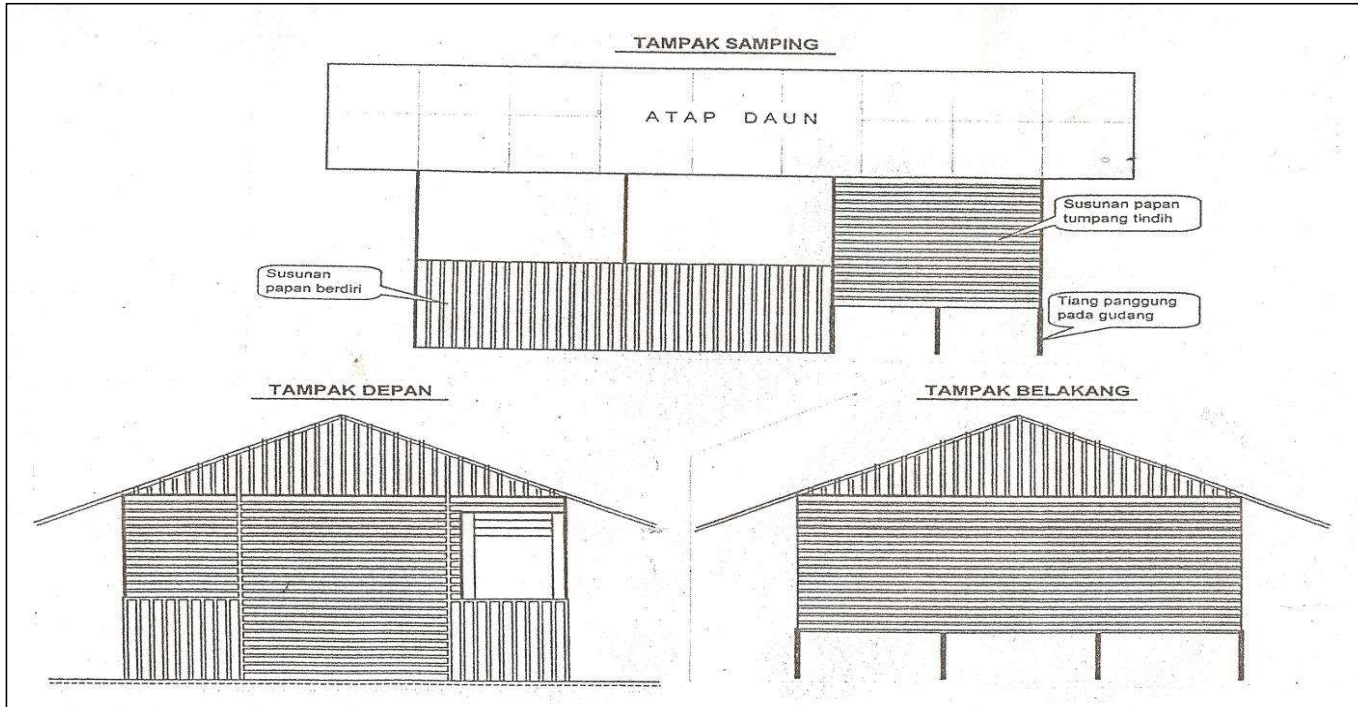 TAMPAK SAMPING
ATAP DAUN
Susunan papan
tumpang tindih
Susunan
papan berdiri
Tiang panggung
pada gudang
TAMPAK DEPAN
TAMPAK BELAKANG